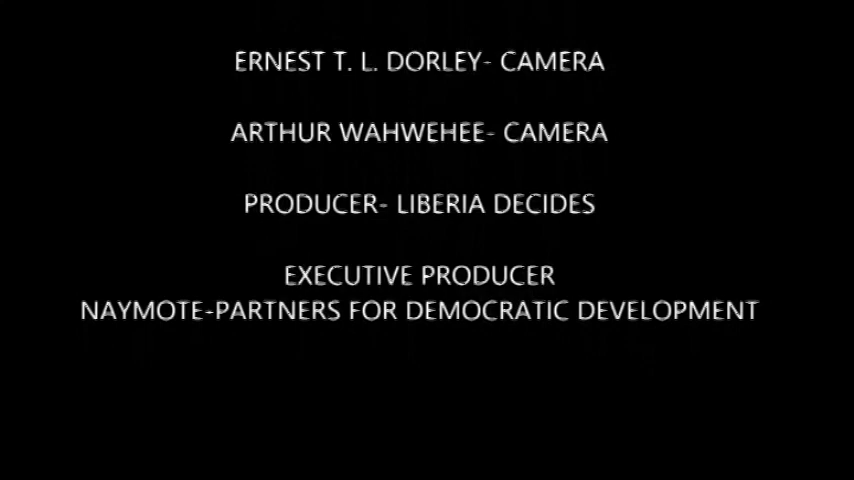 ERNEST T. L. DORLEY- CAMERA
ARTHUR WAHWEHEE- CAMERA
PRODUCER- LIBERIA DECIDES
EXECUTIVE PRODUCER
NAYMOTE-PARTNERS FOR DEMOCRATIC DEVELOPMENT